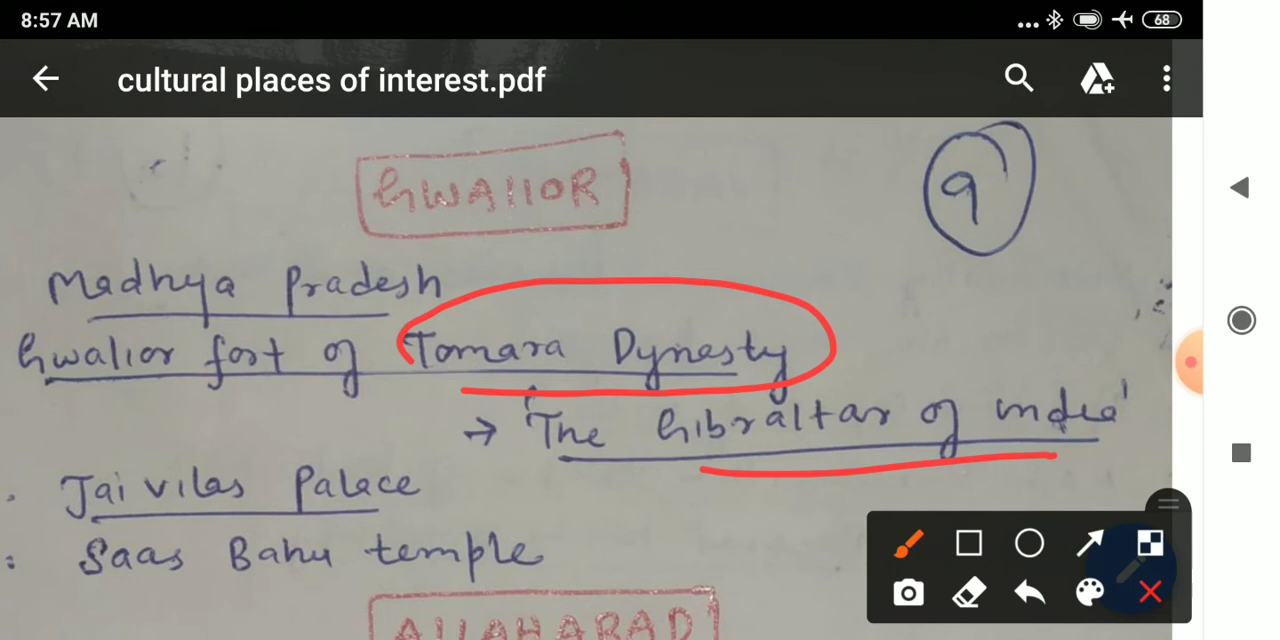 8:57 AM
68
cultural places of interest.pdf
GWALIOR
9
Madhya Pradesh
Gwalior fort of Tomara Dynasty
→ 'The Gibraltar of india'
. Jai vilas Palace
: Saas Bahu temple
ALLAHABAD